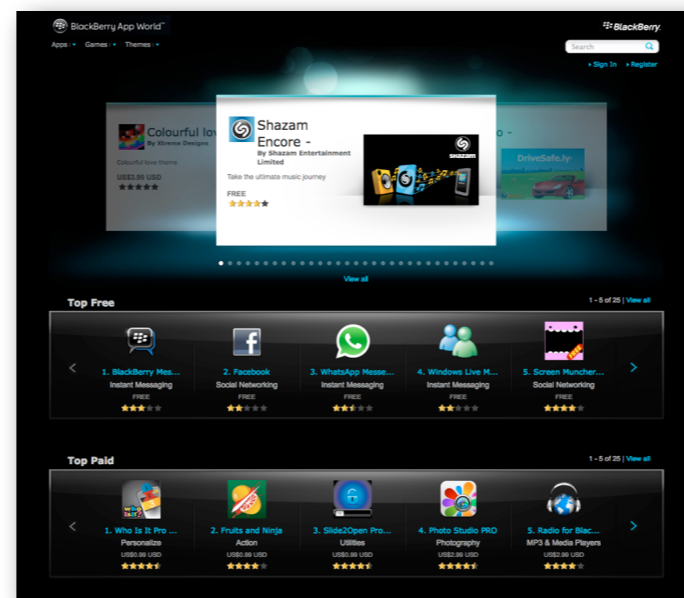 BlackBerry App World™
BlackBerry.
Apps Games Themes
Search
Sign In Register
Colourful lov
By Xtreme Designs
Colourful love theme
US$3.99 USD
Shazam
Encore -
By Shazam Entertainment
Limited
Take the ultimate music journey
FREE
SHAZAM
o -
DriveSafe.ly
View all
Top Free
1 - 5 of 25 | View all
1. BlackBerry Mes...
Instant Messaging
FREE
2. Facebook
Social Networking
FREE
3. WhatsApp Messe...
Instant Messaging
FREE
4. Windows Live M...
Instant Messaging
FREE
FREE
5. Screen Muncher...
Social Networking
FREE
Top Paid
1 - 5 of 25 | View all
1. Who Is It Pro ...
Personalize
US$0.99 USD
2. Fruits and Ninja
Action
US$0.99 USD
3. Slide2Open Pro...
Utilities
US$0.99 USD
4. Photo Studio PRO
Photography
US$2.99 USD
5. Radio for Blac...
MP3 & Media Players
US$2.99 USD